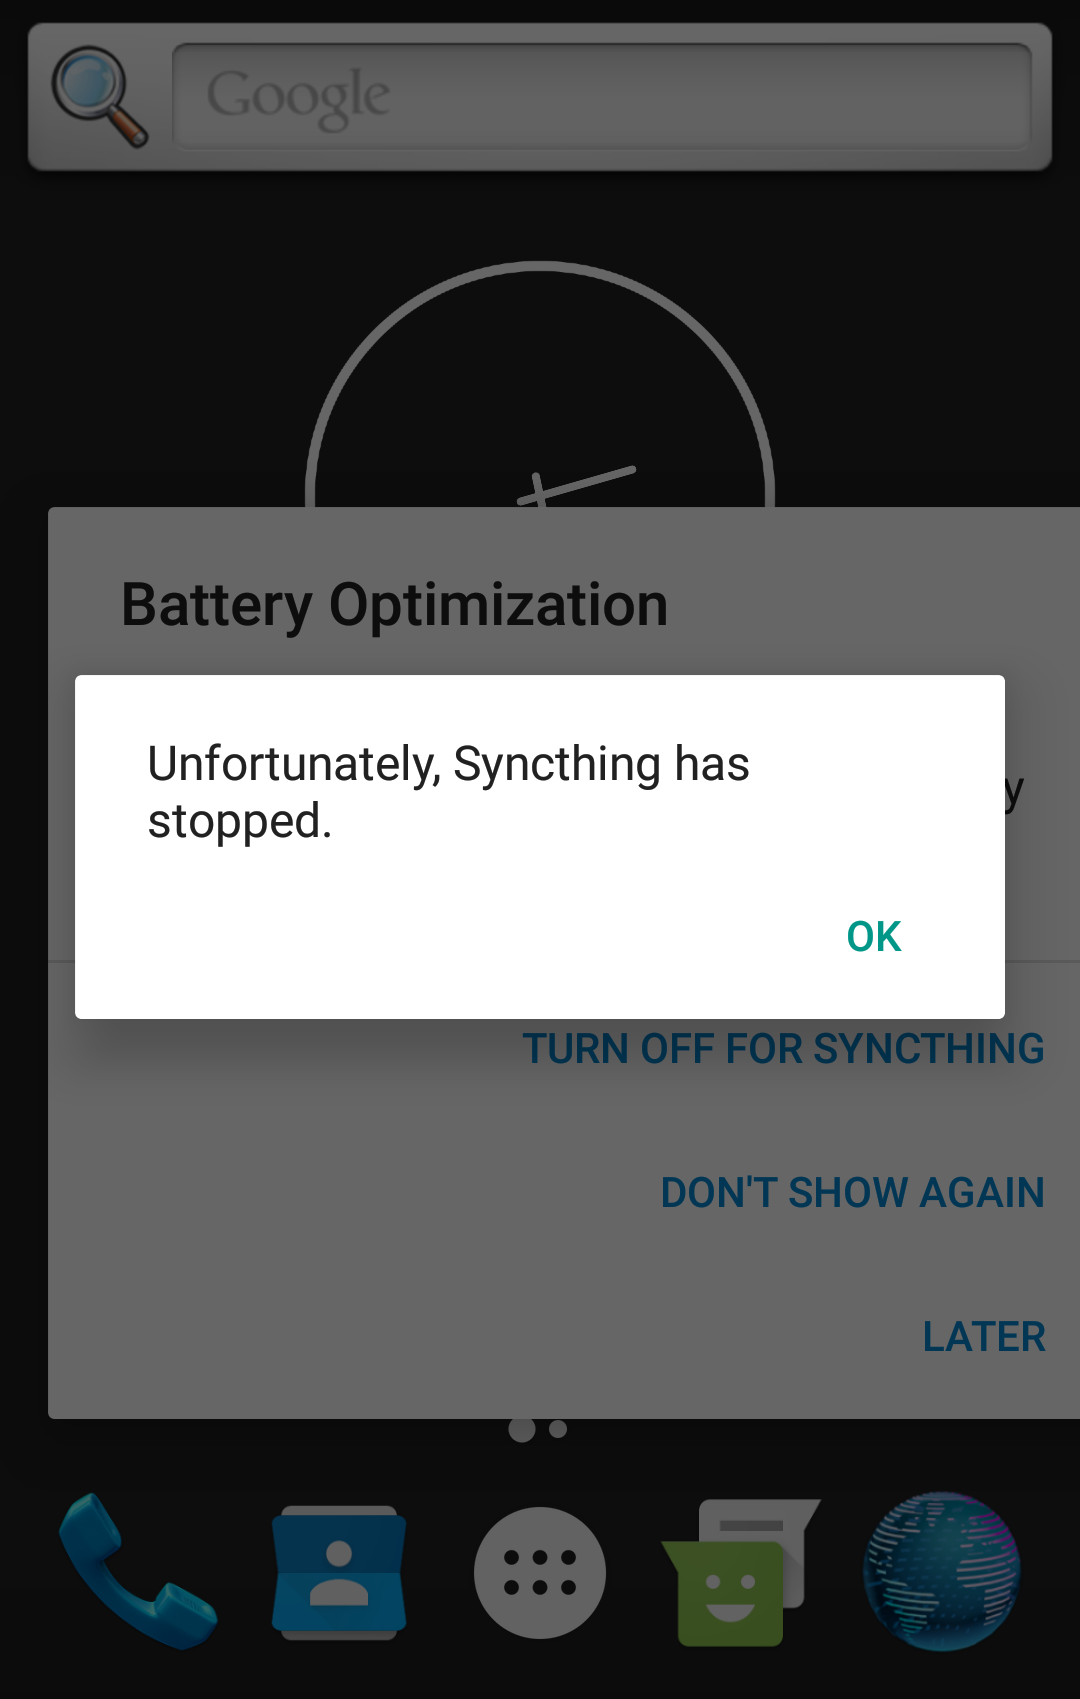 Google
Battery Optimization
Unfortunately, Syncthing has
stopped.
y
OK
TURN OFF FOR SYNCTHING
DON'T SHOW AGAIN
LATER